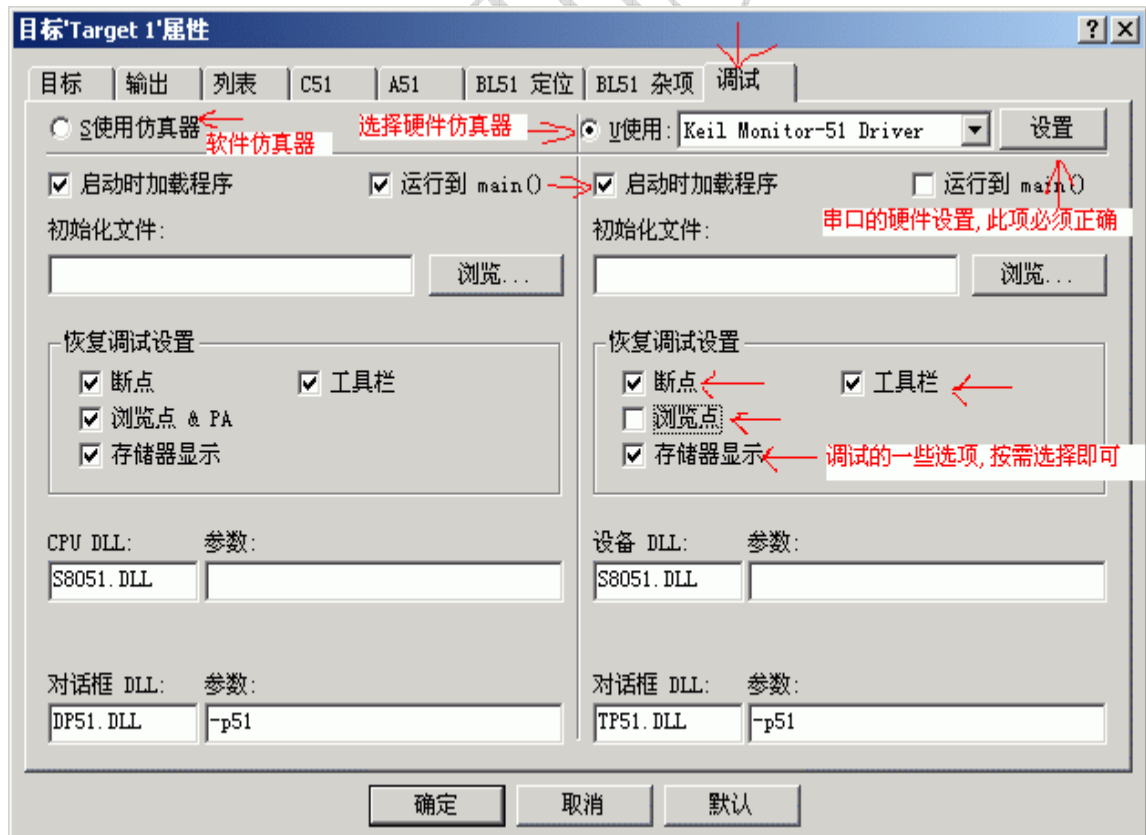 目标'Target 1'属性
目标 输出 列表 C51 A51 BL51 定位 BL51 杂项 调试
S使用仿真器 选择硬件仿真器 U使用: Keil Monitor-51 Driver 设置
软件仿真器
启动时加载程序 运行到 main() 启动时加载程序 运行到 main()
串口的硬件设置,此项必须正确
初始化文件: 初始化文件:
浏览... 浏览...
恢复调试设置 恢复调试设置
断点 工具栏 断点 工具栏
浏览点 & PA 浏览点
存储器显示 存储器显示 调试的一些选项,按需选择即可
CPU DLL: 参数: 设备 DLL: 参数:
S8051.DLL S8051.DLL
对话框 DLL: 参数: 对话框 DLL: 参数:
DP51.DLL -p51 TP51.DLL -p51
确定 取消 默认